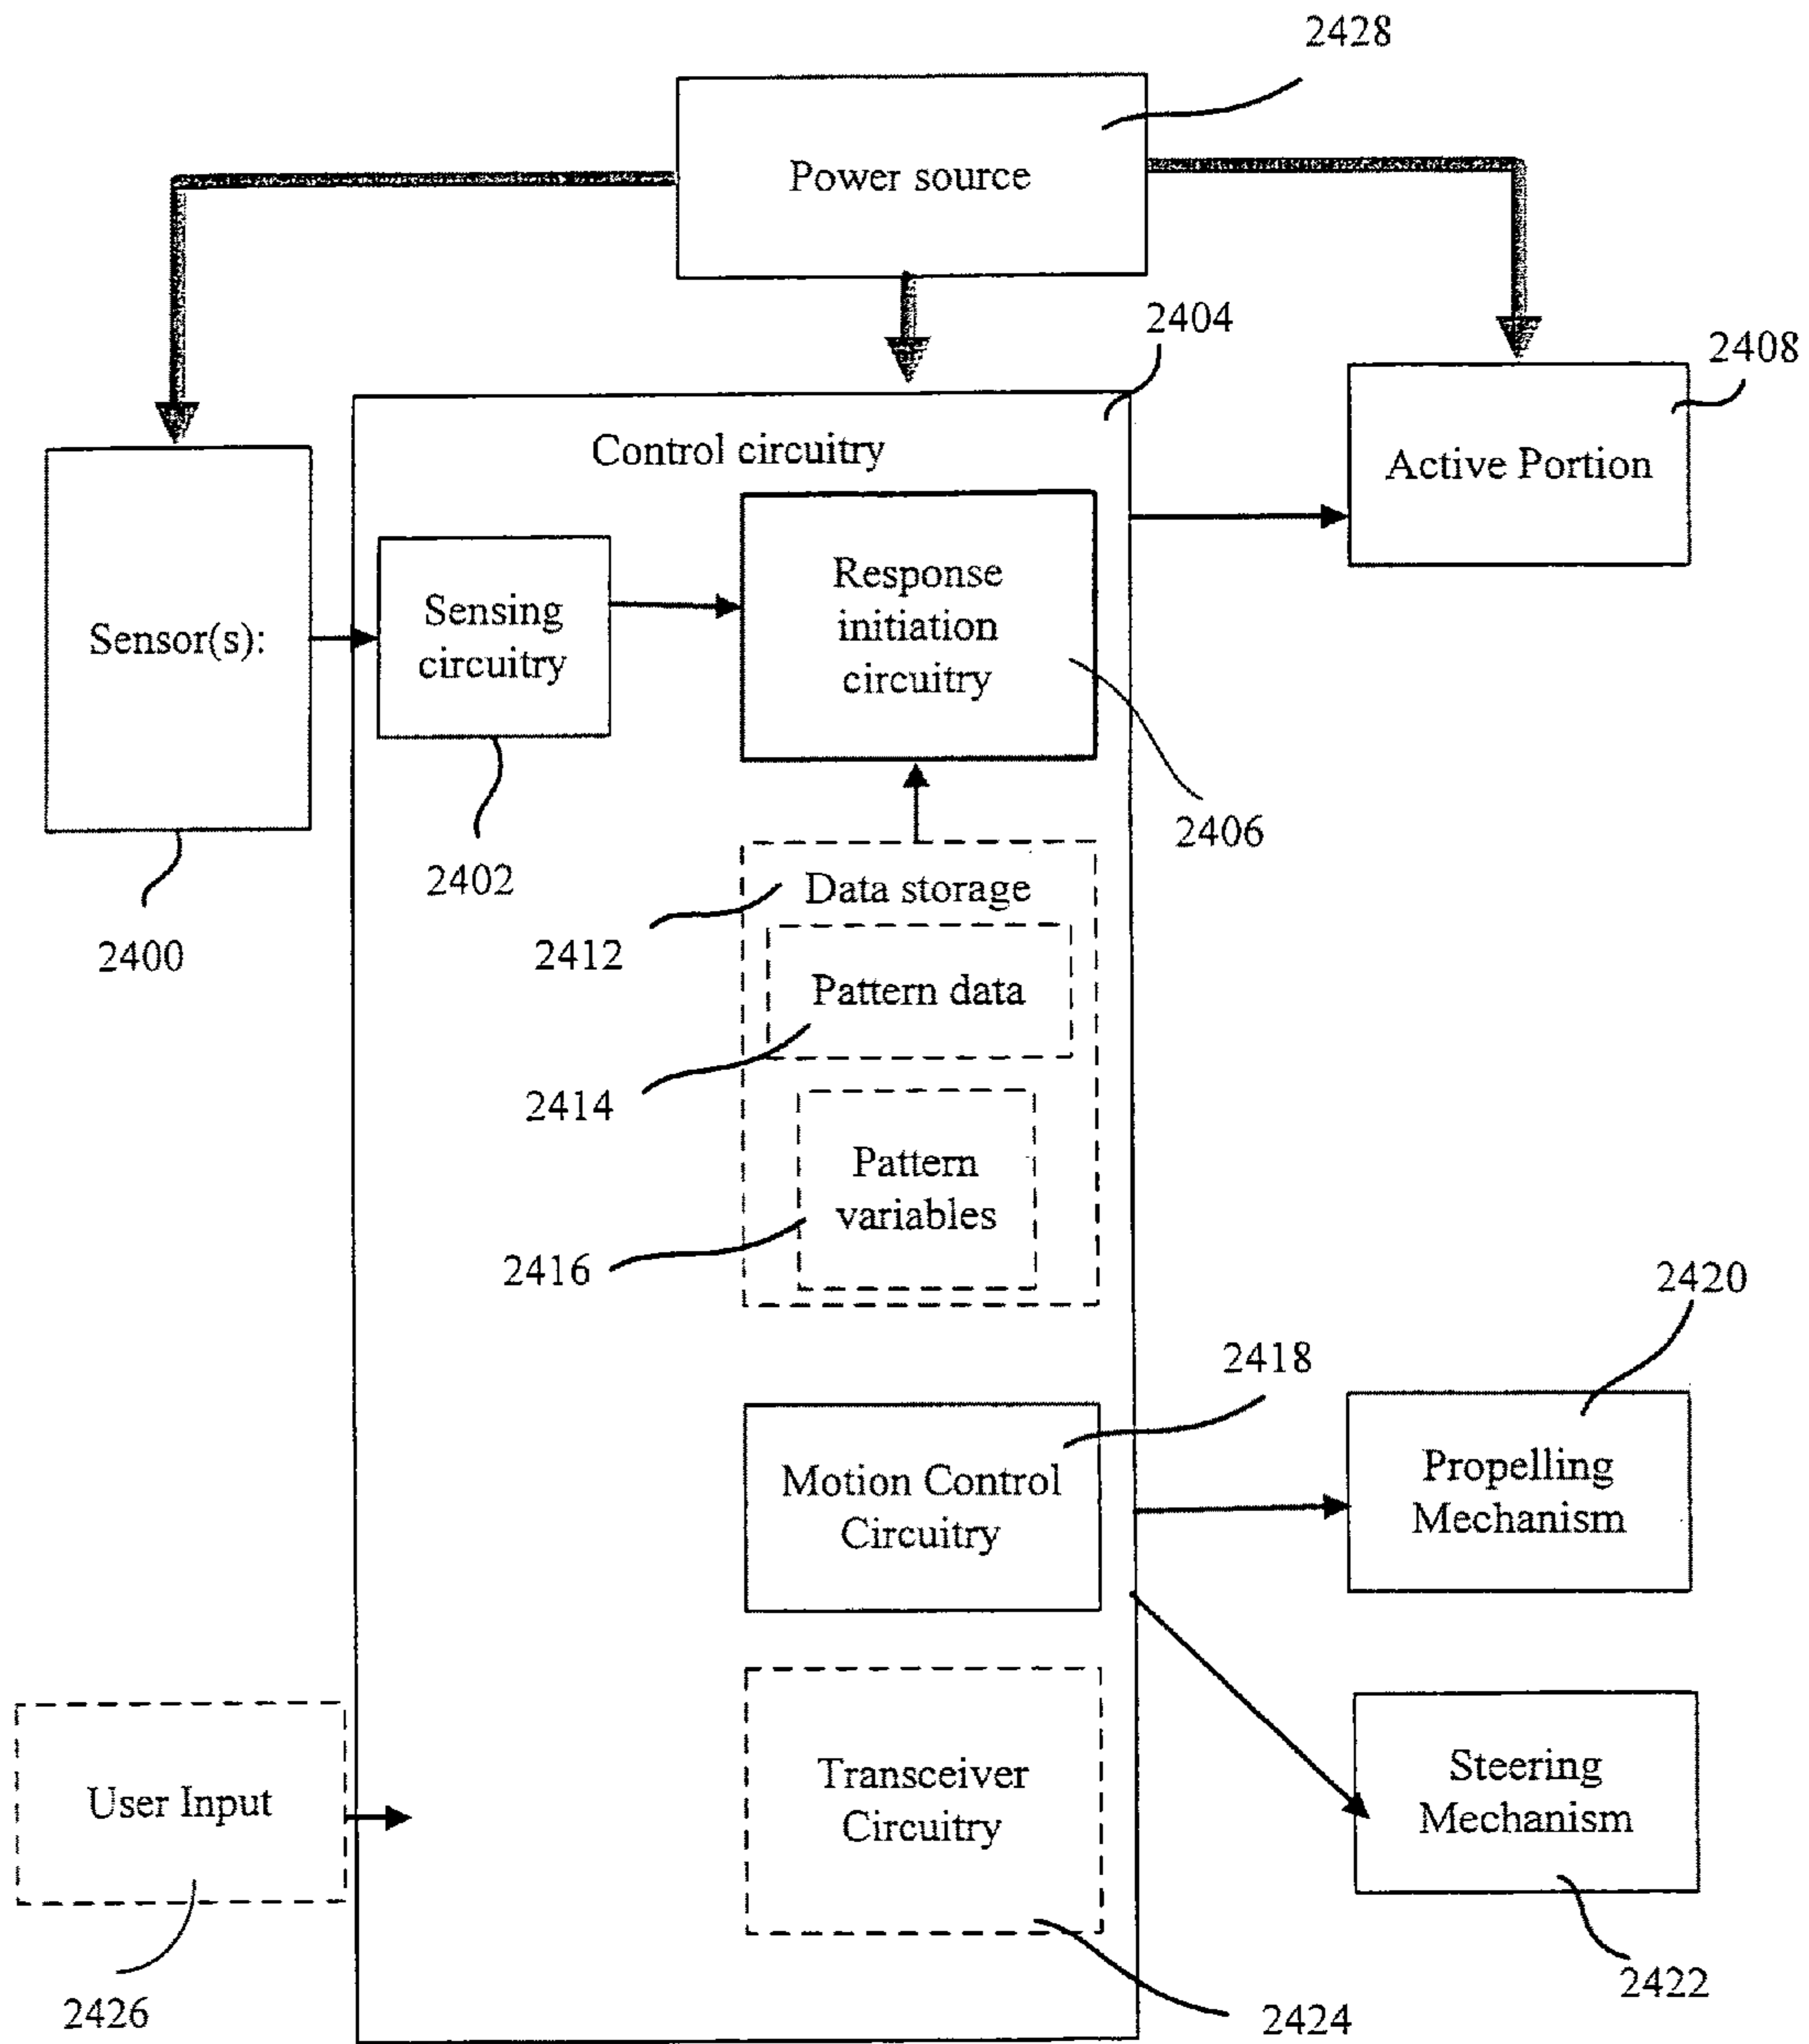 2428
Power source
2404
2408
Control circuitry
Active Portion
Response
initiation
circuitry
Sensing
circuitry
Sensor(s):
2406
2402
Data storage
2400
2412
Pattern data
2414
Pattern
variables
2416
2420
2418
Motion Control
Circuitry
Propelling
Mechanism
Transceiver
Circuitry
User Input
Steering
Mechanism
2426
2424
2422